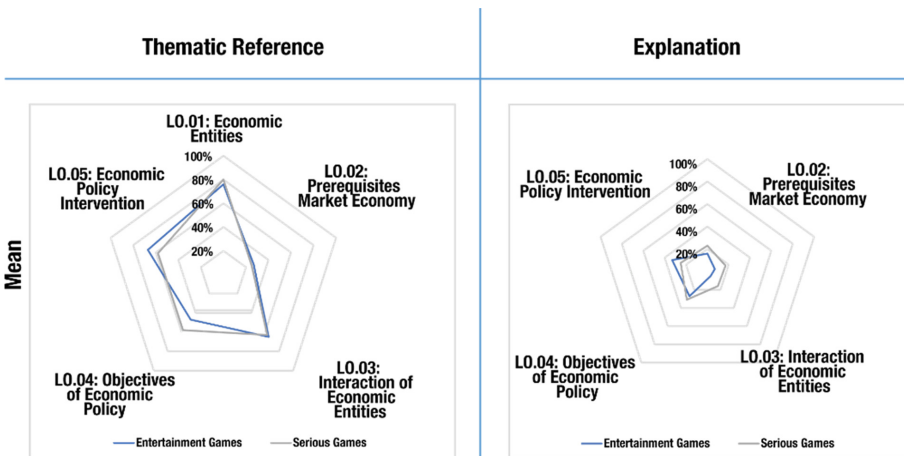 Thematic Reference
Explanation
Mean
LO.01: Economic
Entities
100%
80%
60%
40%
20%
LO.05: Economic
Policy
Intervention
LO.02:
Prerequisites
Market Economy
LO.04: Objectives
of Economic
Policy
LO.03:
Interaction of
Economic
Entities
Entertainment Games
Serious Games
100%
80%
60%
40%
20%
LO.05: Economic
Policy Intervention
LO.02:
Prerequisites
Market Economy
LO.04: Objectives
of Economic
Policy
LO.03: Interaction
of Economic
Entities
Entertainment Games
Serious Games